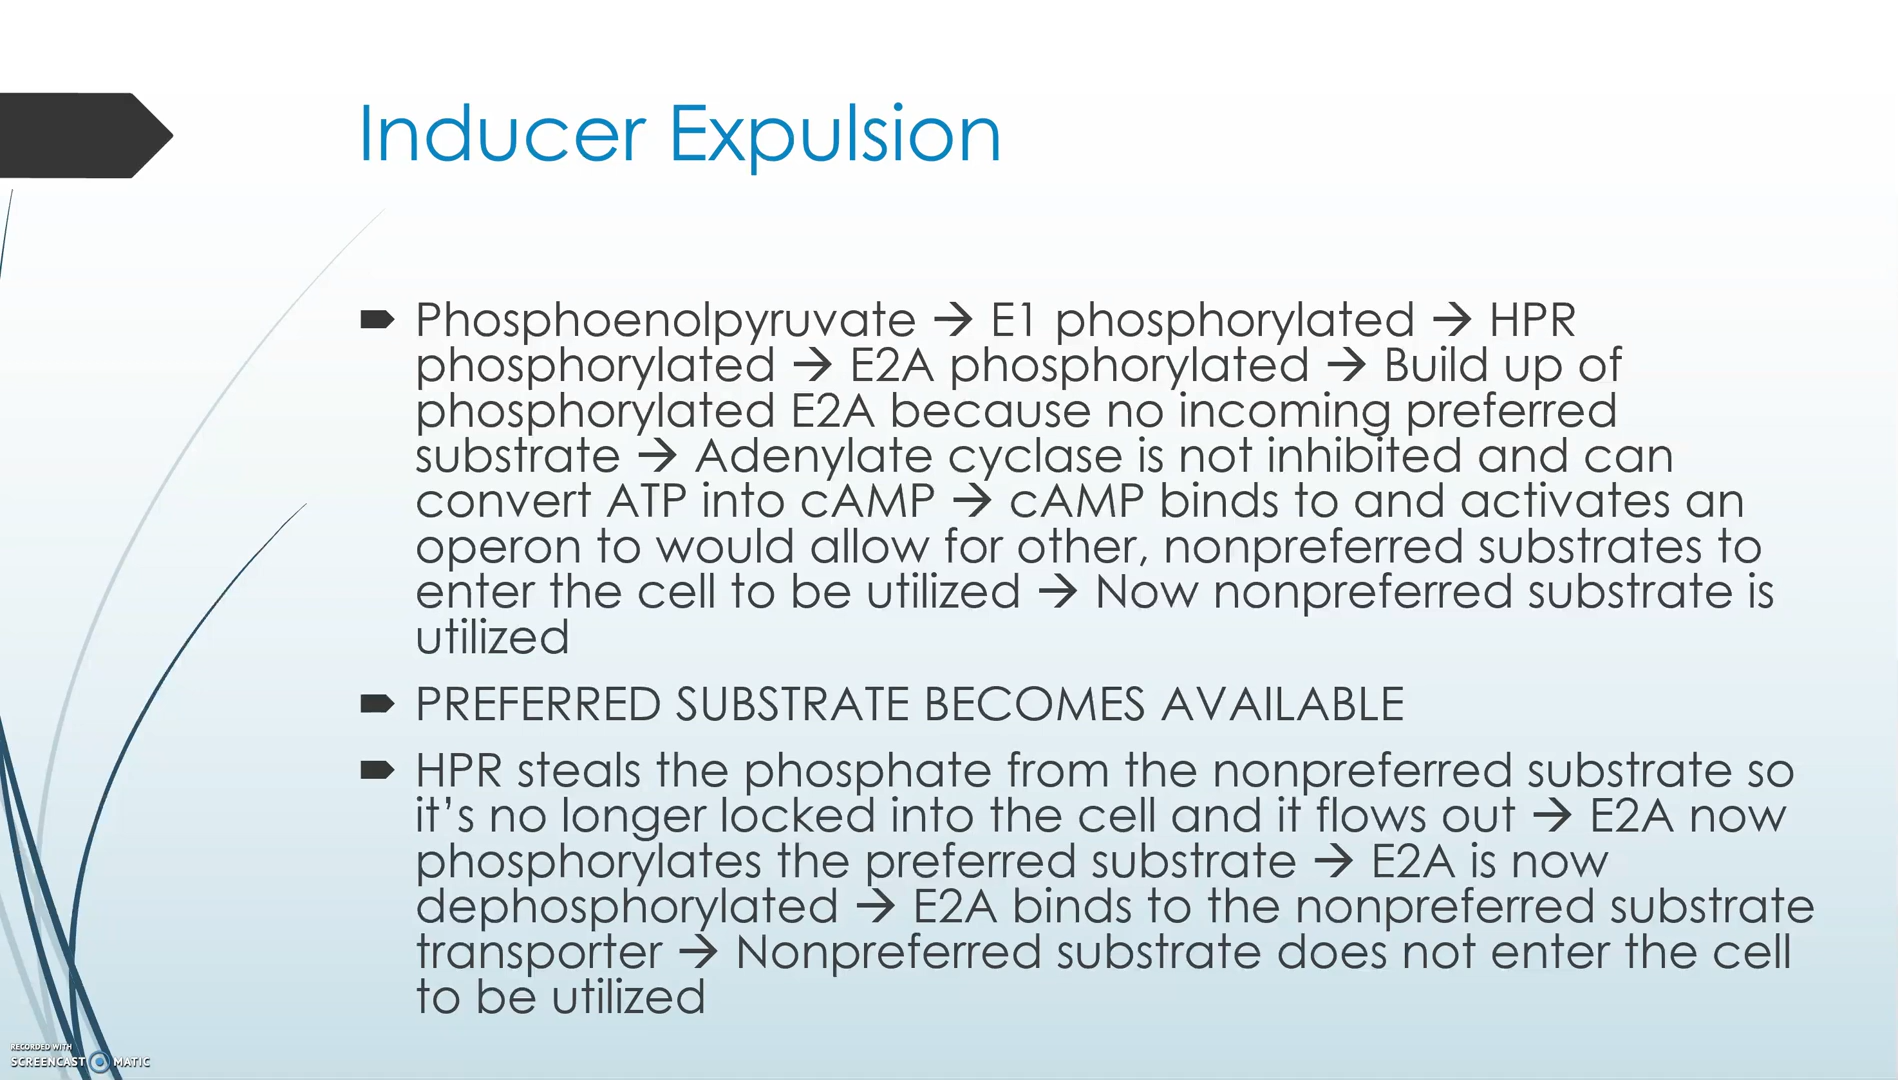 Inducer Expulsion
Phosphoenolpyruvate → E1 phosphorylated → HPR
phosphorylated → E2A phosphorylated → Build up of
phosphorylated E2A because no incoming preferred
substrate → Adenylate cyclase is not inhibited and can
convert ATP into cAMP → cAMP binds to and activates an
operon to would allow for other, nonpreferred substrates to
enter the cell to be utilized → Now nonpreferred substrate is
utilized
PREFERRED SUBSTRATE BECOMES AVAILABLE
HPR steals the phosphate from the nonpreferred substrate so
it’s no longer locked into the cell and it flows out → E2A now
phosphorylates the preferred substrate → E2A is now
dephosphorylated → E2A binds to the nonpreferred substrate
transporter → Nonpreferred substrate does not enter the cell
to be utilized
RECORDED WITH
SCREENCAST MATIC